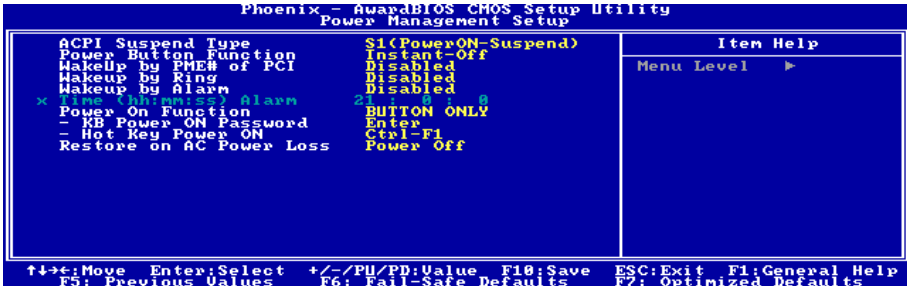 Phoenix - AwardBIOS CMOS Setup Utility
Power Management Setup
ACPI Suspend Type S1(PowerON-Suspend)
Power Button Function Instant-Off
WakeUp by PME# of PCI Disabled
Wakeup by Ring Disabled
Wakeup by Alarm Disabled
x Time (hh:mm:ss) Alarm 21 : 0 : 0
Power On Function BUTTON ONLY
- KB Power ON Password Enter
- Hot Key Power ON Ctrl-F1
Restore on AC Power Loss Power Off
Item Help
Menu Level ►
↑↓→←:Move Enter:Select +/-/PU/PD:Value F10:Save ESC:Exit F1:General Help
F5: Previous Values F6: Fail-Safe Defaults F7: Optimized Defaults